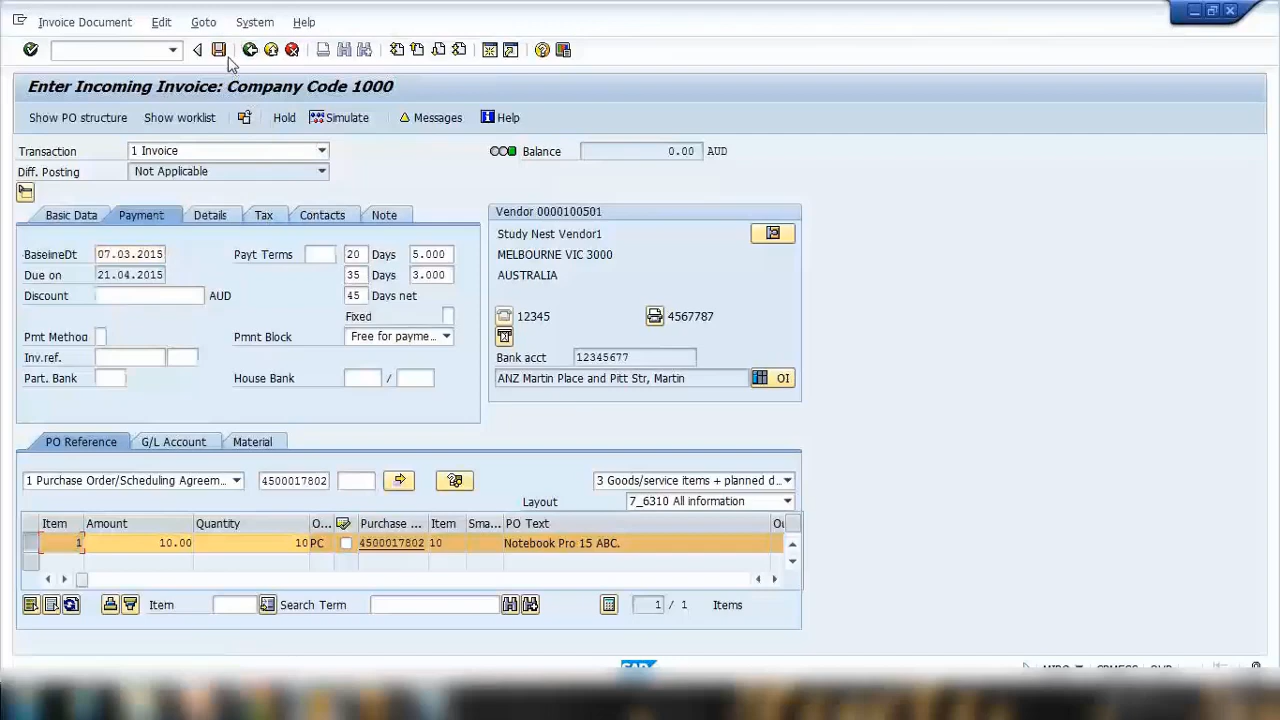 Invoice Document Edit Goto System Help
Enter Incoming Invoice: Company Code 1000
Show PO structure Show worklist Hold Simulate Messages Help
Transaction 1 Invoice Balance 0.00 AUD
Diff. Posting Not Applicable
Basic Data Payment Details Tax Contacts Note
Vendor 0000100501
Study Nest Vendor1
BaselineDt 07.03.2015 Payt Terms 20 Days 5.000
MELBOURNE VIC 3000
Due on 21.04.2015 35 Days 3.000
AUSTRALIA
Discount AUD 45 Days net
Fixed
12345 4567787
Pmt Method Pmnt Block Free for payme...
Inv.ref.
Bank acct 12345677
Part. Bank House Bank /
ANZ Martin Place and Pitt Str, Martin OI
PO Reference G/L Account Material
1 Purchase Order/Scheduling Agreem... 4500017802 3 Goods/service items + planned d...
Layout 7_6310 All information
Item Amount Quantity O... Purchase ... Item Sma... PO Text
1 10.00 10 PC 4500017802 10 Notebook Pro 15 ABC.
Item Search Term 1 / 1 Items